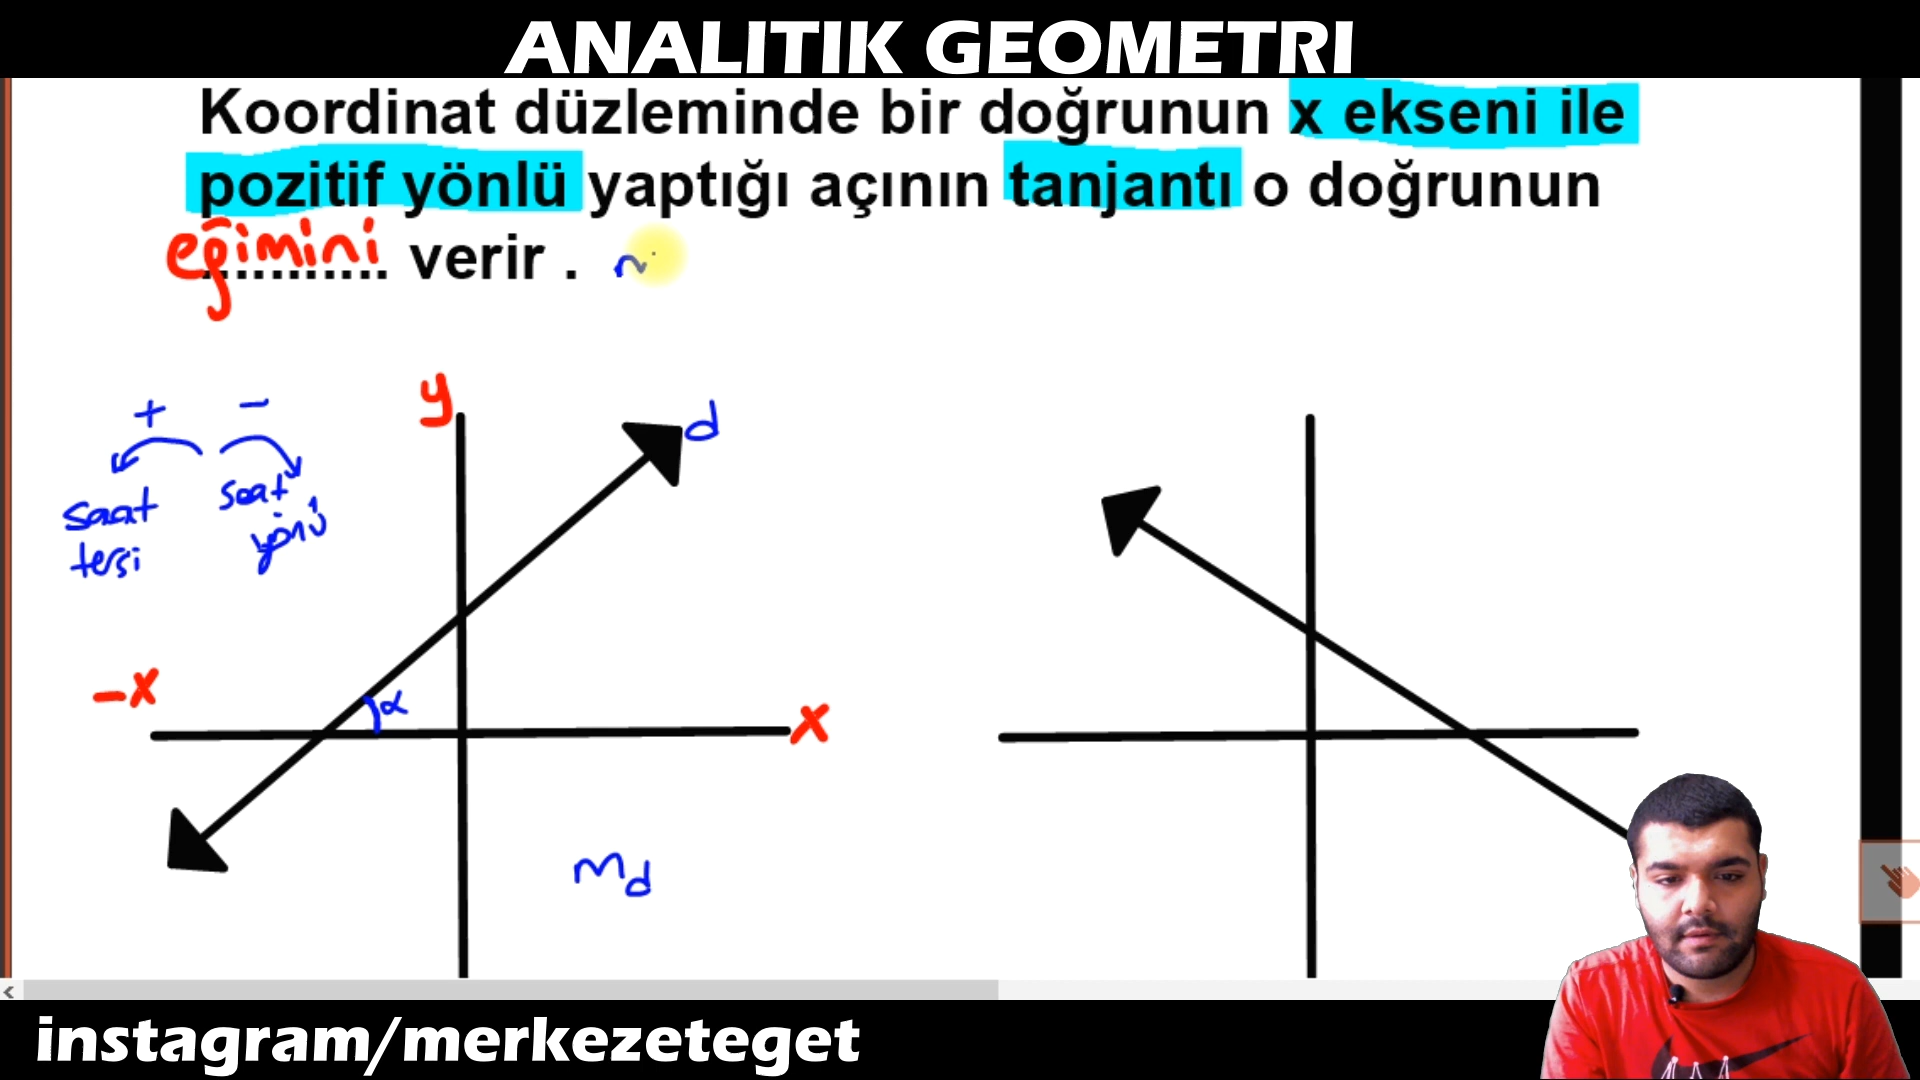 ANALITIK GEOMETRI
Koordinat düzleminde bir doğrunun x ekseni ile
pozitif yönlü yaptığı açının tanjantı o doğrunun
eğimini ............ verir .
+ -
saat tersi
saat yönü
y
d
-x
α
x
md
instagram/merkezeteget